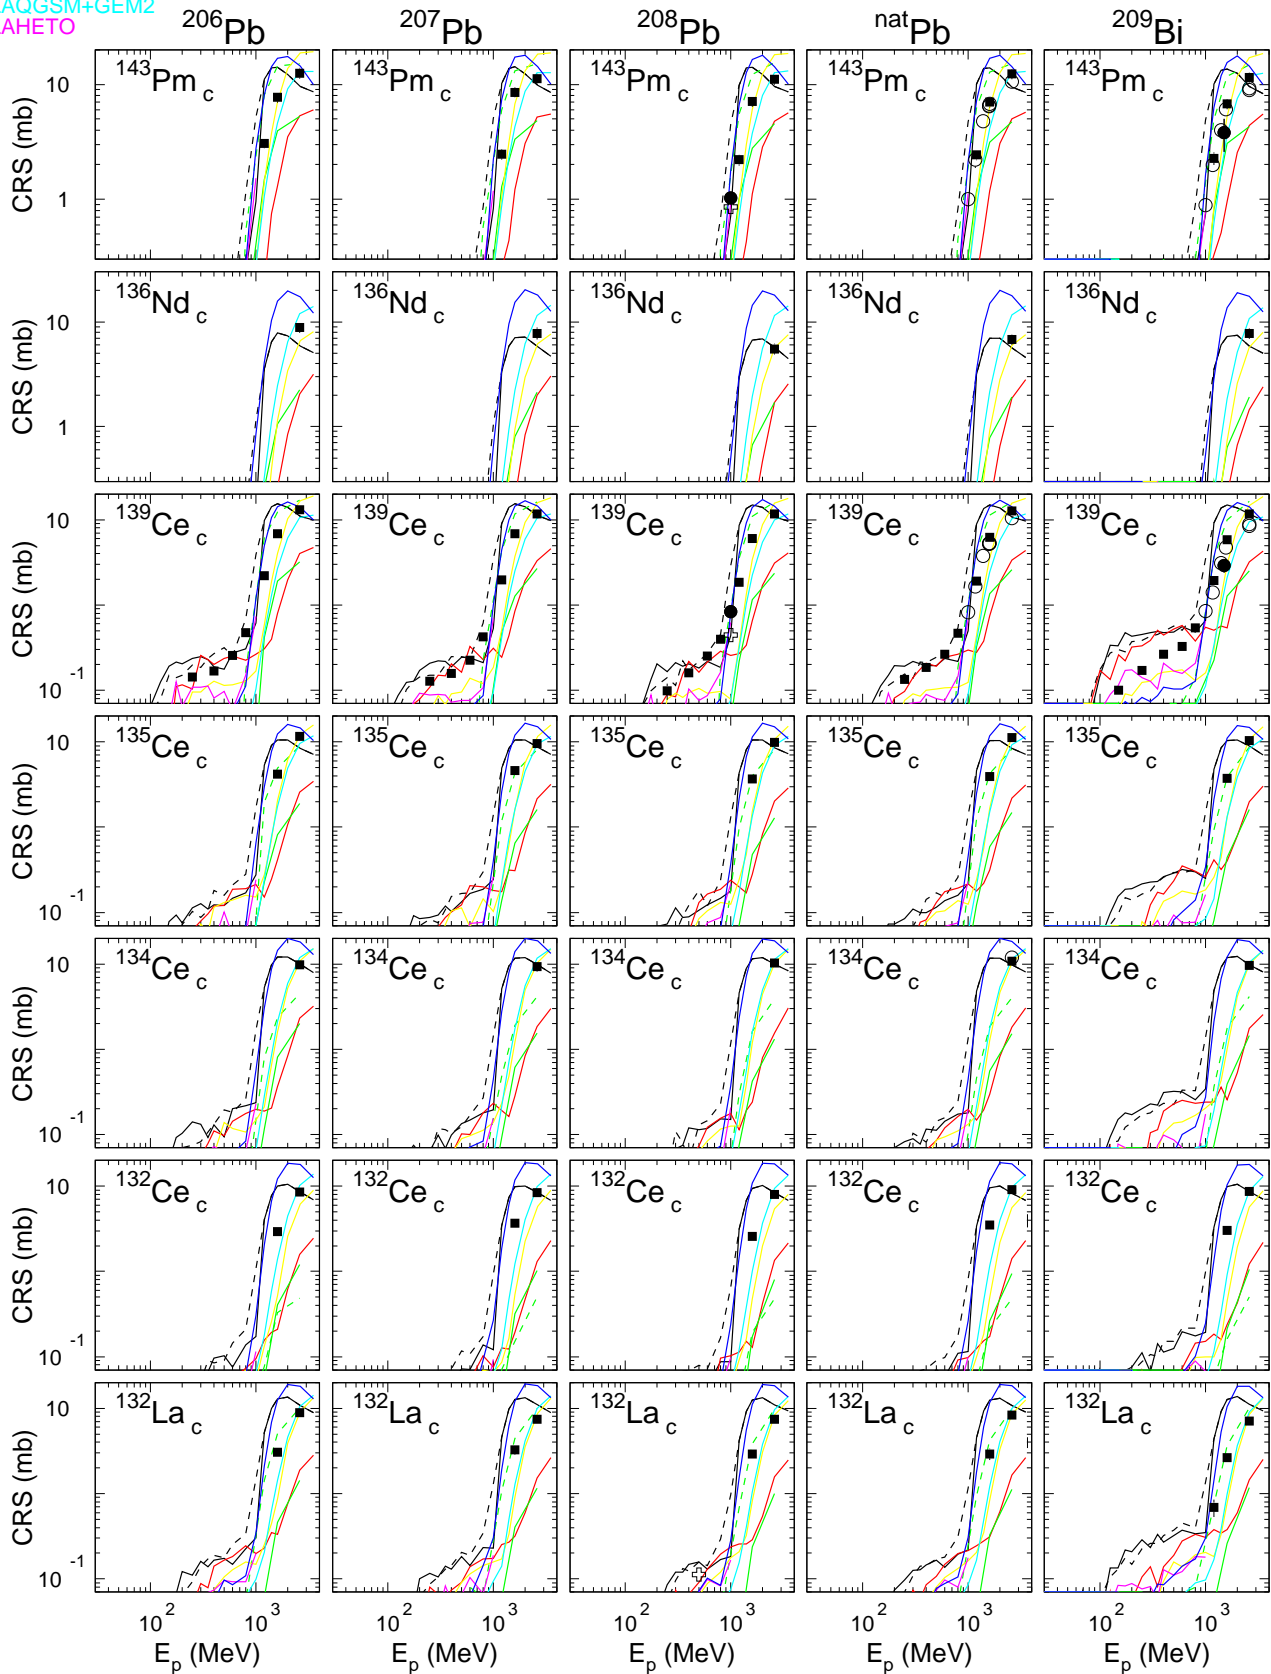 AQGSM+GEM2
AHETO
²⁰⁶Pb ²⁰⁷Pb ²⁰⁸Pb ⁿᵃᵗPb ²⁰⁹Bi
CRS (mb) 10 1 ¹⁴³Pm c ¹⁴³Pm c ¹⁴³Pm c ¹⁴³Pm c ¹⁴³Pm c
CRS (mb) 10 1 ¹³⁶Nd c ¹³⁶Nd c ¹³⁶Nd c ¹³⁶Nd c ¹³⁶Nd c
CRS (mb) 10 10⁻¹ ¹³⁹Ce c ¹³⁹Ce c ¹³⁹Ce c ¹³⁹Ce c ¹³⁹Ce c
CRS (mb) 10 10⁻¹ ¹³⁵Ce c ¹³⁵Ce c ¹³⁵Ce c ¹³⁵Ce c ¹³⁵Ce c
CRS (mb) 10 10⁻¹ ¹³⁴Ce c ¹³⁴Ce c ¹³⁴Ce c ¹³⁴Ce c ¹³⁴Ce c
CRS (mb) 10 10⁻¹ ¹³²Ce c ¹³²Ce c ¹³²Ce c ¹³²Ce c ¹³²Ce c
CRS (mb) 10 10⁻¹ ¹³²La c ¹³²La c ¹³²La c ¹³²La c ¹³²La c
10² 10³ 10² 10³ 10² 10³ 10² 10³ 10² 10³
Eₚ (MeV) Eₚ (MeV) Eₚ (MeV) Eₚ (MeV) Eₚ (MeV)